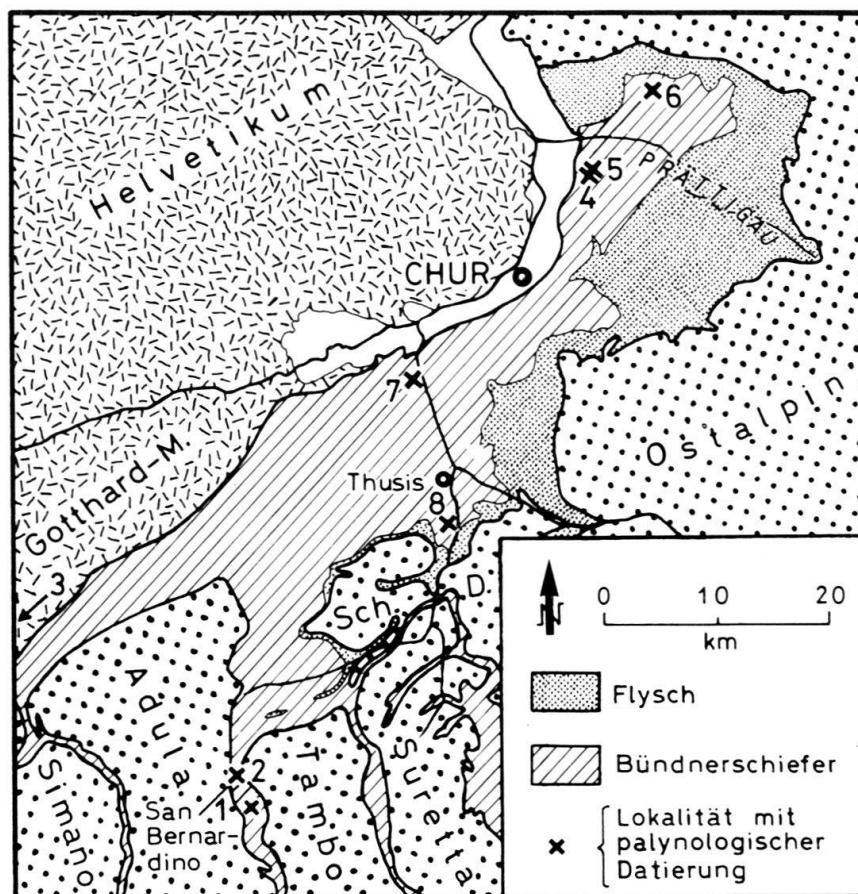 Helvetikum
6
5
4
PRÄTTIGAU
CHUR
7
Ostalpin
Thusis
8
Gotthard-M.
3
Sch.
D.
Adula
Simano
2
1
San
Bernar-
dino
Tambo
Suretta
N
0 10 20
km
Flysch
Bündnerschiefer
Lokalität mit
palynologischer
Datierung